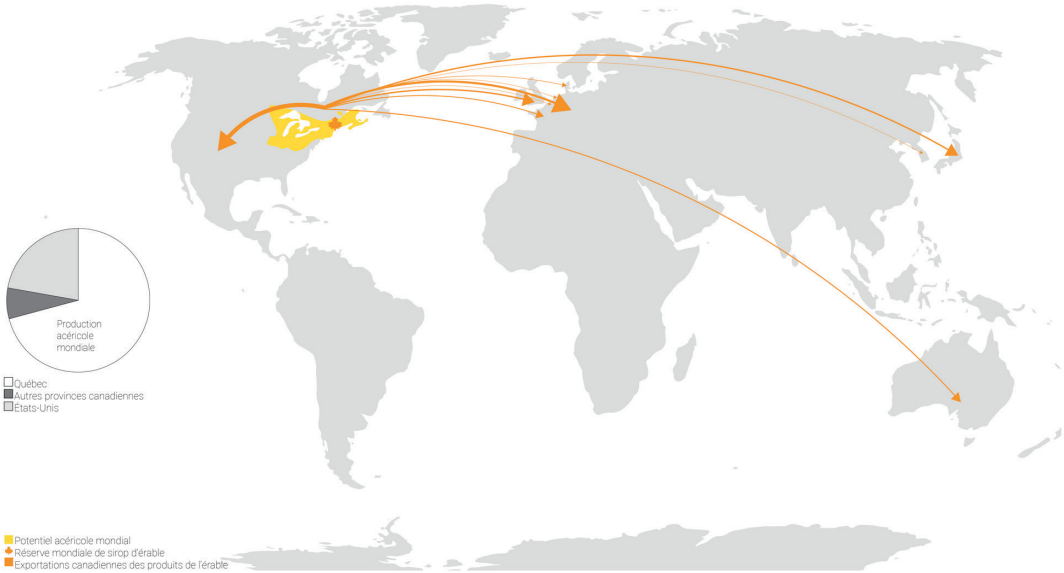 Production
acéricole
mondiale
Québec
Autres provinces canadiennes
États-Unis
Potentiel acéricole mondial
Réserve mondiale de sirop d'érable
Exportations canadiennes des produits de l'érable